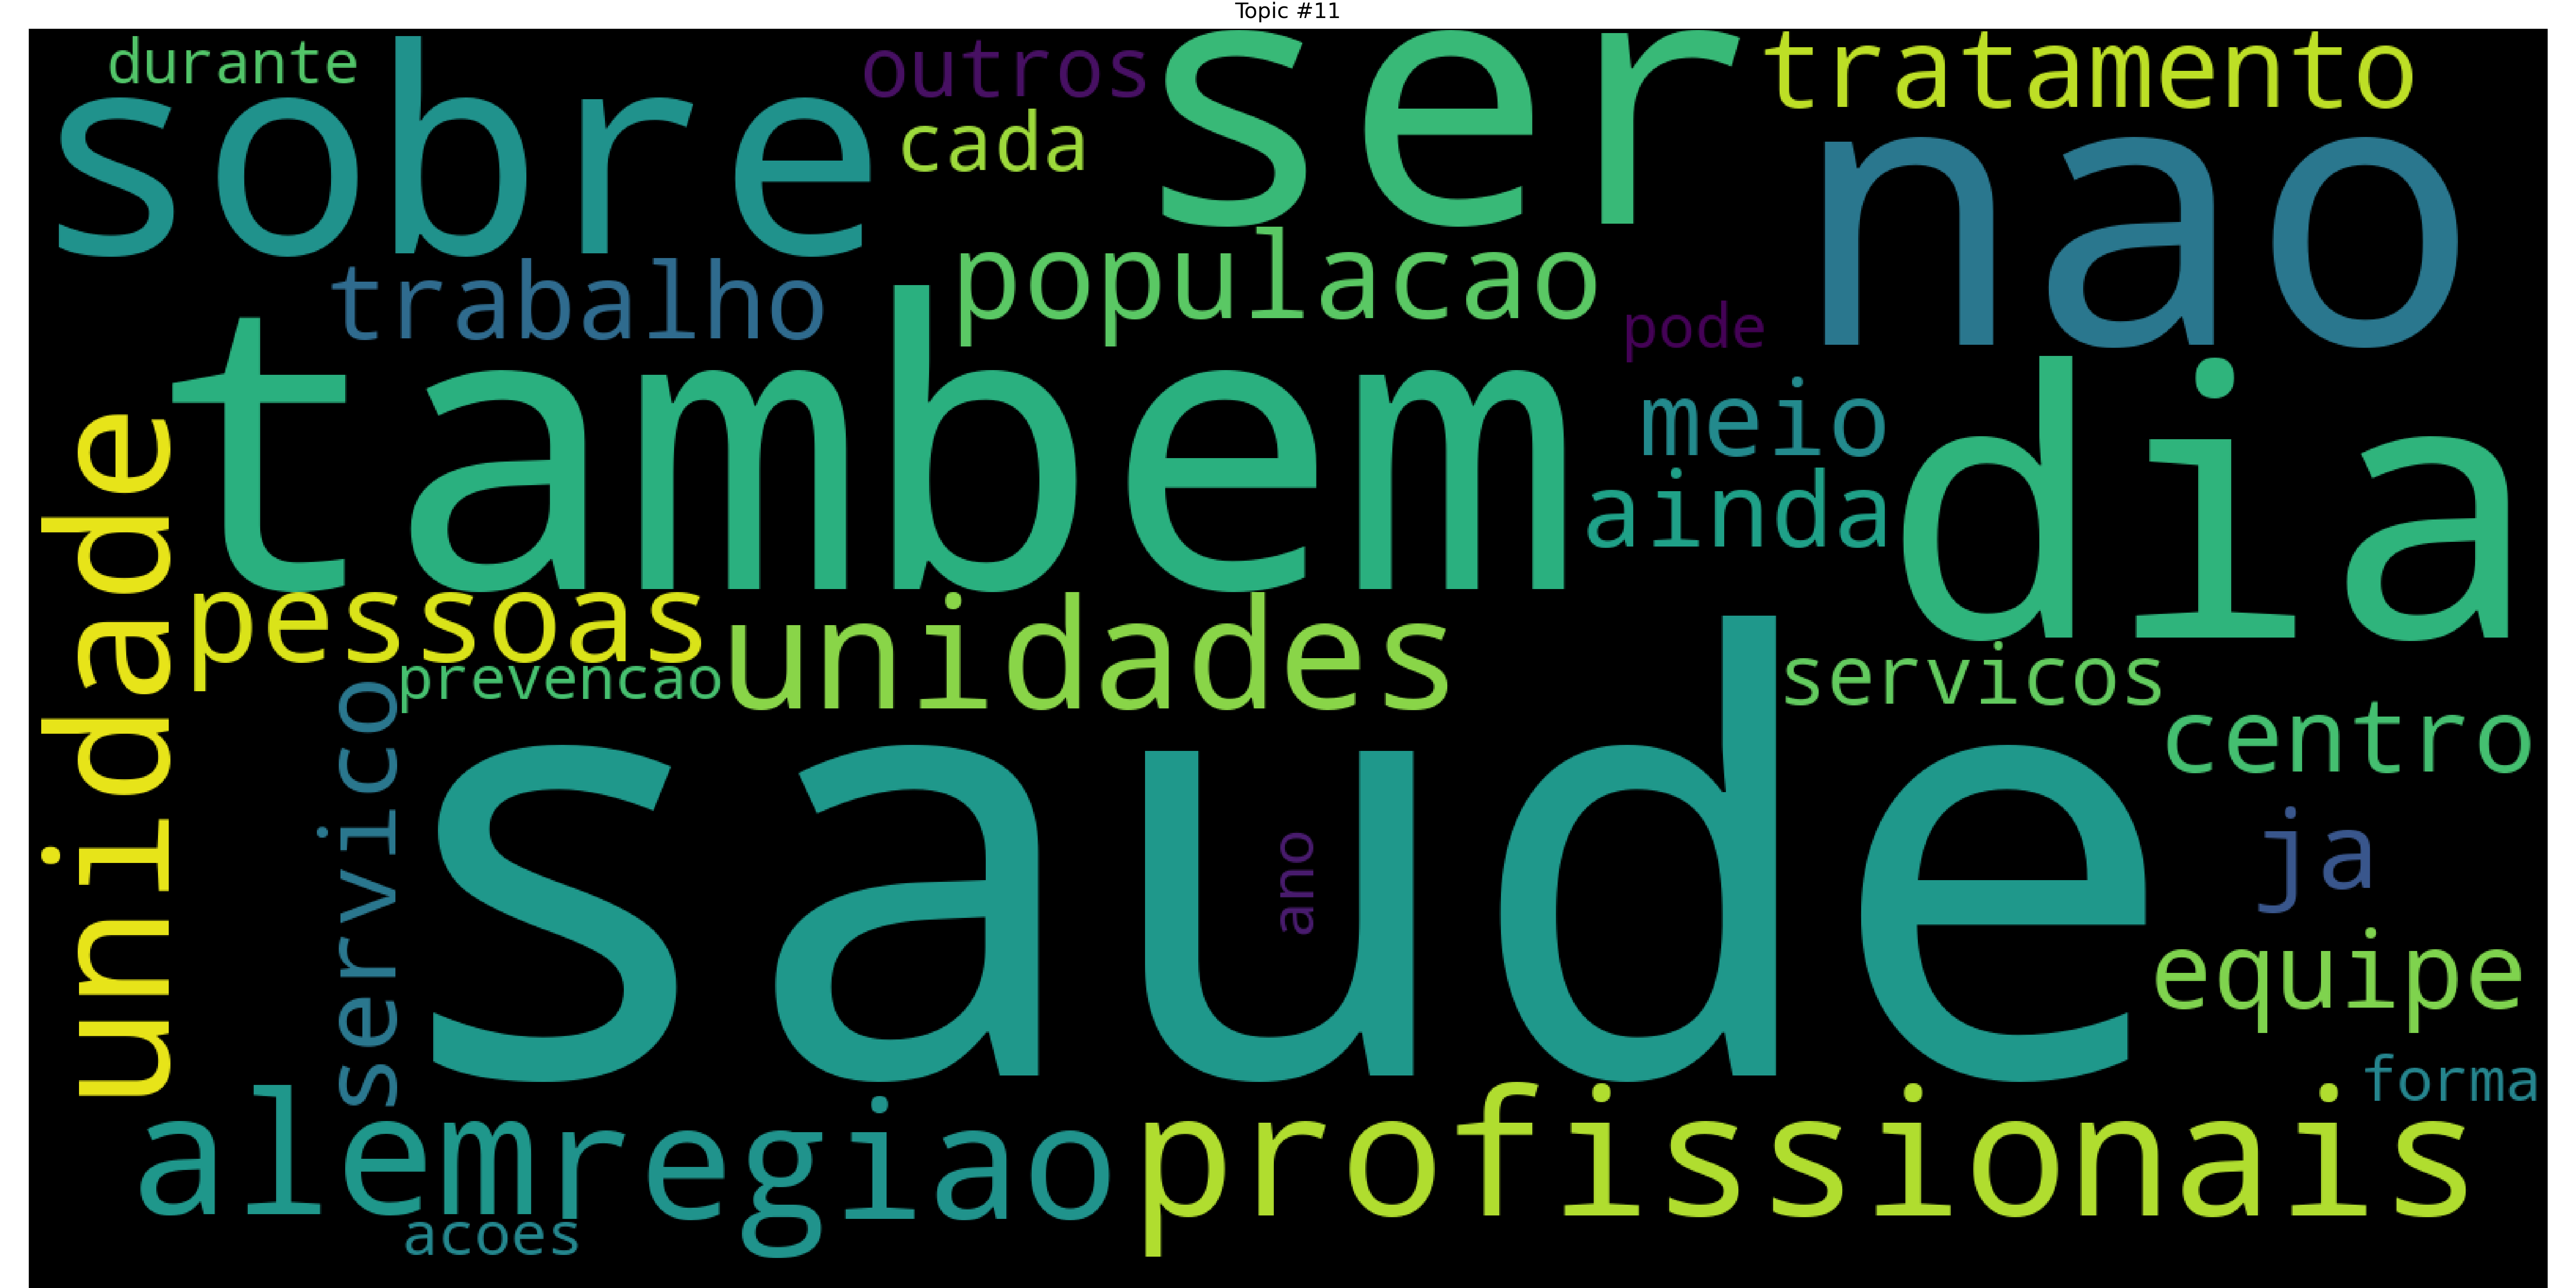 Topic #11
durante
outros
ser
tratamento
sobre
cada
nao
trabalho
populacao
pode
tambem
meio
dia
ainda
unidade
pessoas
unidades
prevencao
servicos
servico
saude
centro
ano
ja
equipe
forma
alem
regiao
profissionais
acoes